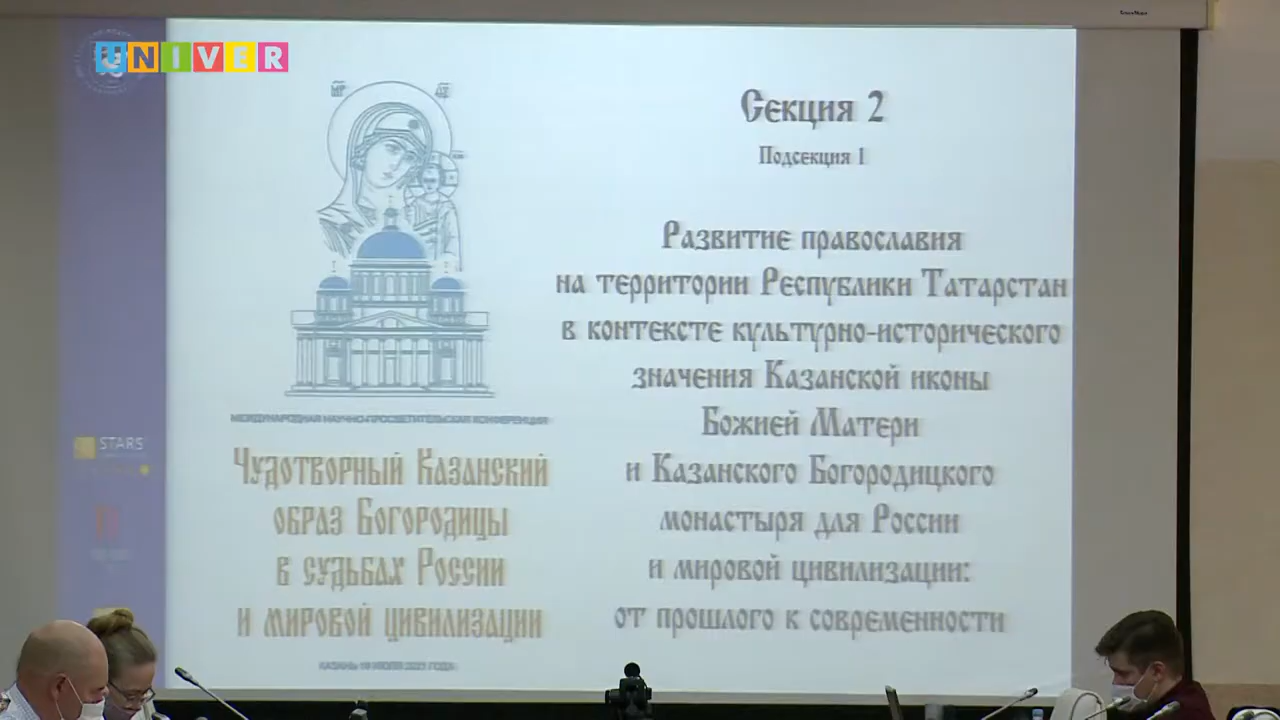 UNIVER
STARS
Секция 2
Подсекция 1
Развитие православия
на территории Республики Татарстан
в контексте культурно-исторического
значения Казанской иконы
Божией Матери
и Казанского Богородицкого
монастыря для России
и мировой цивилизации:
от прошлого к современности
МЕЖДУНАРОДНАЯ НАУЧНО-ПРОСВЕТИТЕЛЬСКАЯ КОНФЕРЕНЦИЯ
Чудотворный Казанский
образ Богородицы
в судьбах России
и мировой цивилизации